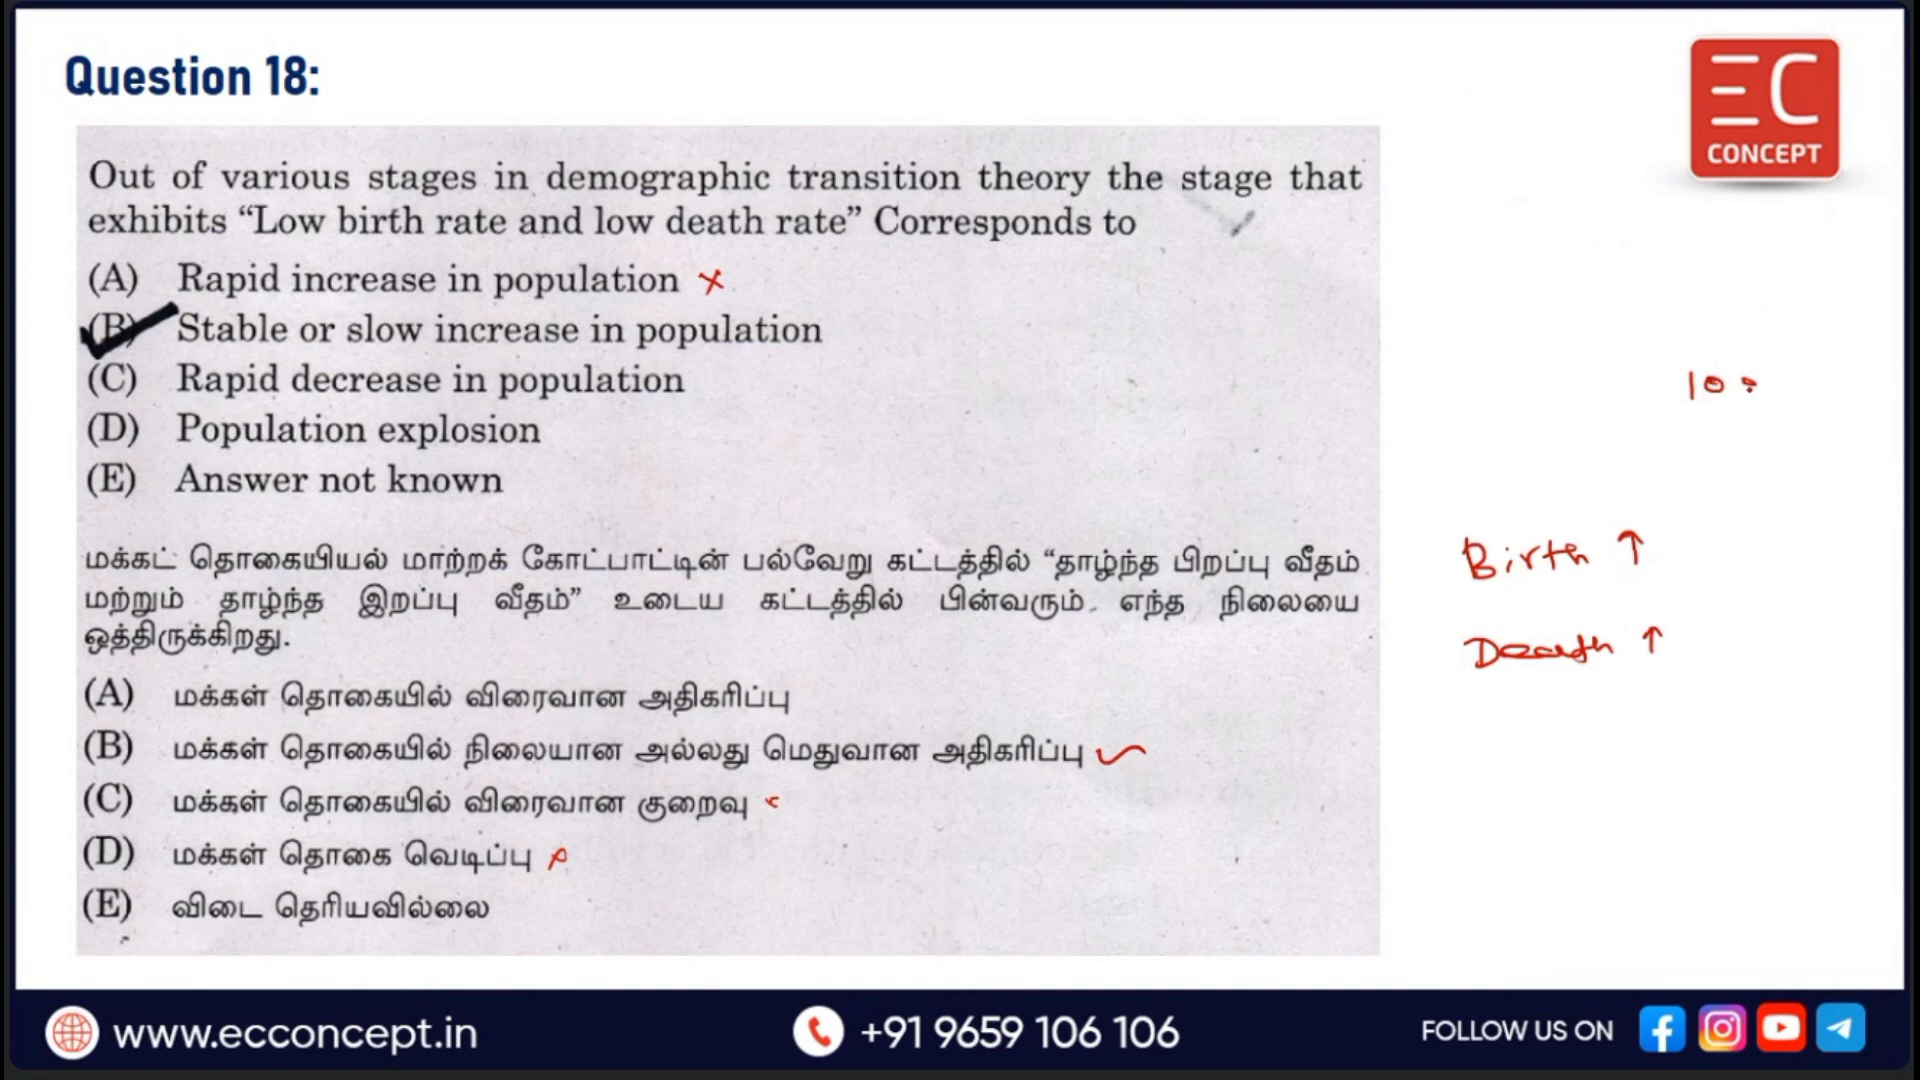 Question 18:
EC
CONCEPT
Out of various stages in demographic transition theory the stage that
exhibits “Low birth rate and low death rate” Corresponds to
(A) Rapid increase in population
(B) Stable or slow increase in population
(C) Rapid decrease in population
(D) Population explosion
(E) Answer not known
மக்கட் தொகையியல் மாற்றக் கோட்பாட்டின் பல்வேறு கட்டத்தில் “தாழ்ந்த பிறப்பு வீதம்
மற்றும் தாழ்ந்த இறப்பு வீதம்” உடைய கட்டத்தில் பின்வரும் எந்த நிலையை
ஒத்திருக்கிறது.
(A) மக்கள் தொகையில் விரைவான அதிகரிப்பு
(B) மக்கள் தொகையில் நிலையான அல்லது மெதுவான அதிகரிப்பு
(C) மக்கள் தொகையில் விரைவான குறைவு
(D) மக்கள் தொகை வெடிப்பு
(E) விடை தெரியவில்லை
Birth ↑
Death ↑
www.ecconcept.in
+91 9659 106 106
FOLLOW US ON